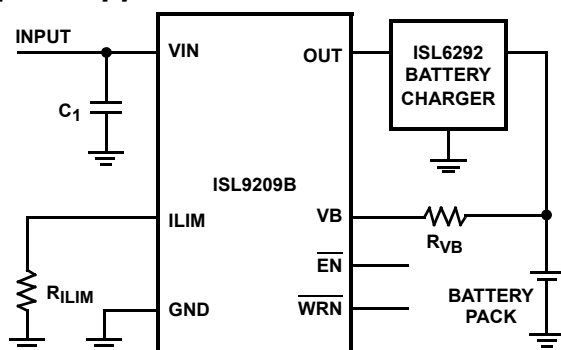 INPUT
VIN
OUT
ISL6292
BATTERY
CHARGER
C1
ISL9209B
ILIM
VB
RVB
EN
RILIM
GND
WRN
BATTERY
PACK